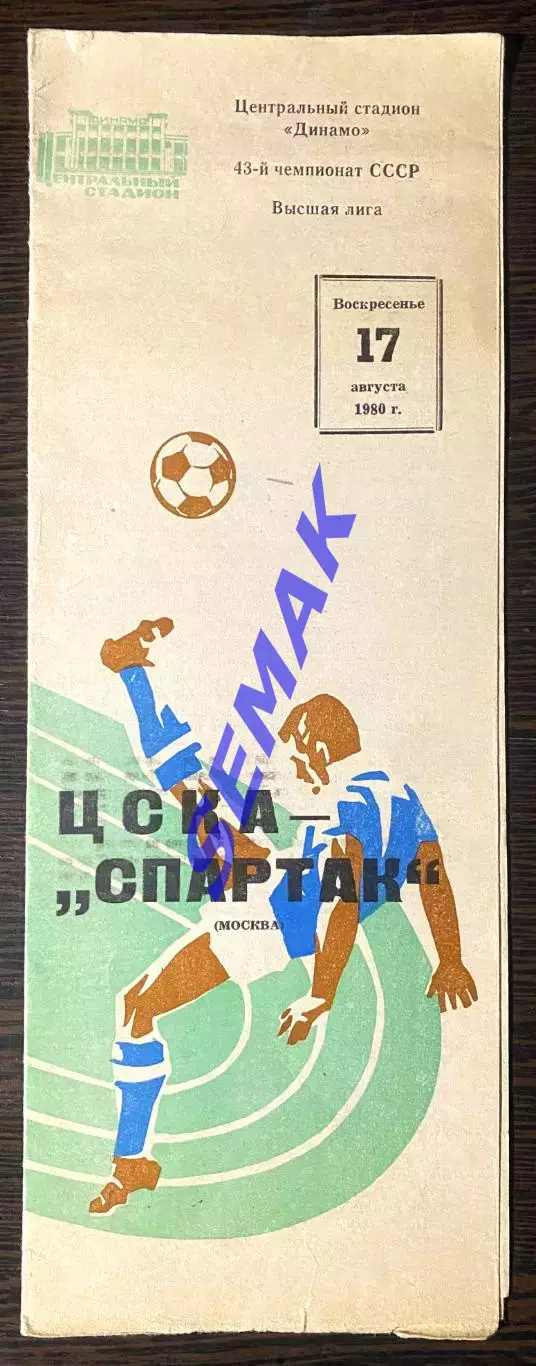 ДИНАМО
ЦЕНТРАЛЬНЫЙ
СТАДИОН
Центральный стадион
«Динамо»
43-й чемпионат СССР
Высшая лига
Воскресенье
17
августа
1980 г.
SEMAK
ЦСКА—
„СПАРТАК“
(МОСКВА)